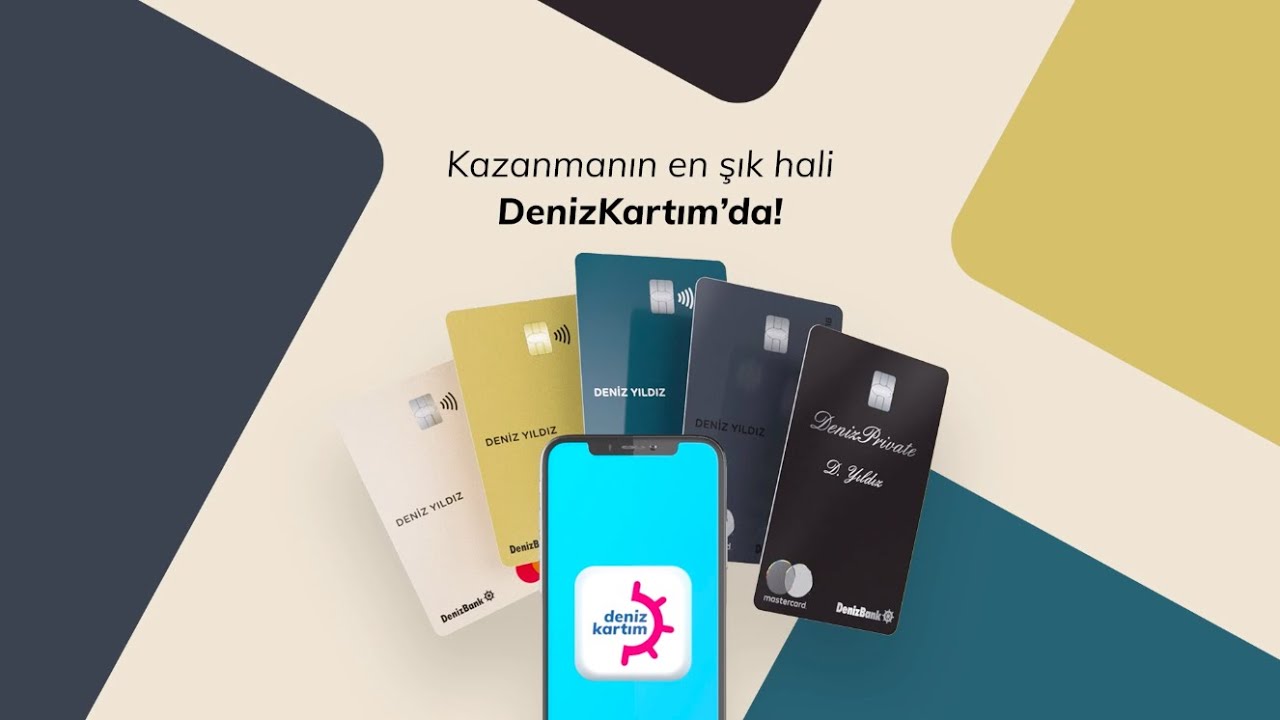 Kazanmanın en şık hali
DenizKartım’da!
DENİZ YILDIZ
DenizBank
DENİZ YILDIZ
DenizB
DENİZ YILDIZ
DENİZ YILDIZ
d
DenizPrivate
D. Yıldız
mastercard
DenizBank
deniz
kartım